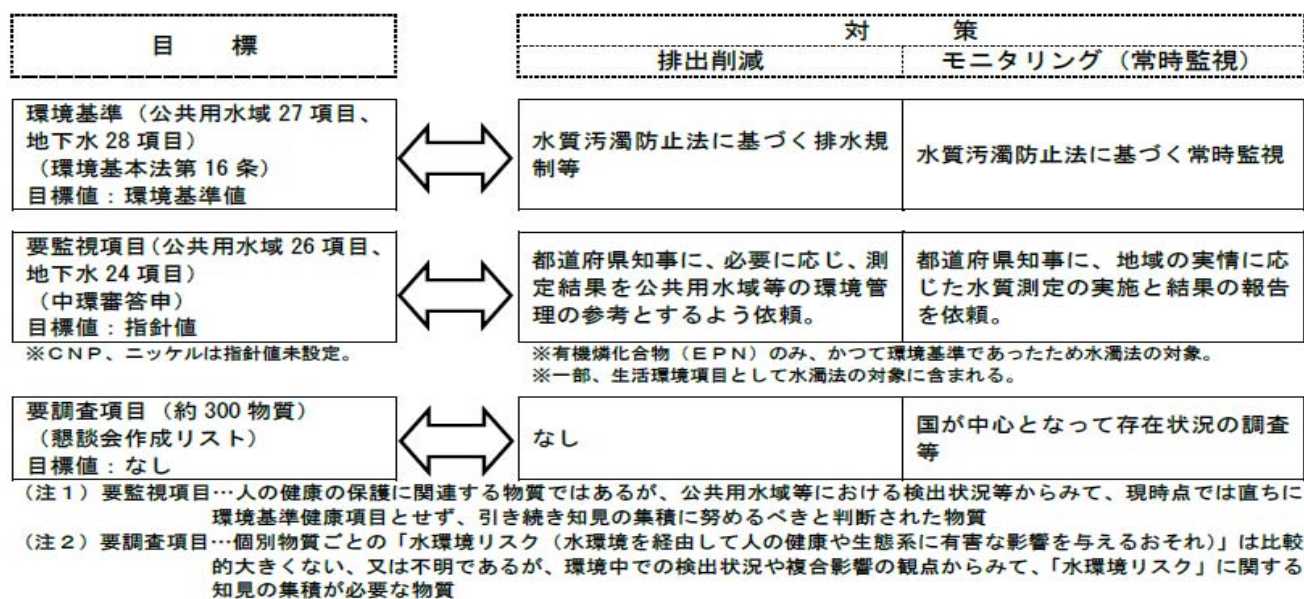 目　標
対　策
排出削減
モニタリング（常時監視）
環境基準（公共用水域 27 項目、
地下水 28 項目）
（環境基本法第 16 条）
目標値：環境基準値
水質汚濁防止法に基づく排水規
制等
水質汚濁防止法に基づく常時監視
要監視項目（公共用水域 26 項目、
地下水 24 項目）
（中環審答申）
目標値：指針値
※ＣＮＰ、ニッケルは指針値未設定。
都道府県知事に、必要に応じ、測
定結果を公共用水域等の環境管
理の参考とするよう依頼。
都道府県知事に、地域の実情に応
じた水質測定の実施と結果の報告
を依頼。
※有機燐化合物（ＥＰＮ）のみ、かつて環境基準であったため水濁法の対象。
※一部、生活環境項目として水濁法の対象に含まれる。
要調査項目（約 300 物質）
（懇談会作成リスト）
目標値：なし
なし
国が中心となって存在状況の調査
等
（注１）要監視項目…人の健康の保護に関連する物質ではあるが、公共用水域等における検出状況等からみて、現時点では直ちに
環境基準健康項目とせず、引き続き知見の集積に努めるべきと判断された物質
（注２）要調査項目…個別物質ごとの「水環境リスク（水環境を経由して人の健康や生態系に有害な影響を与えるおそれ）」は比較
的大きくない、又は不明であるが、環境中での検出状況や複合影響の観点からみて、「水環境リスク」に関する
知見の集積が必要な物質